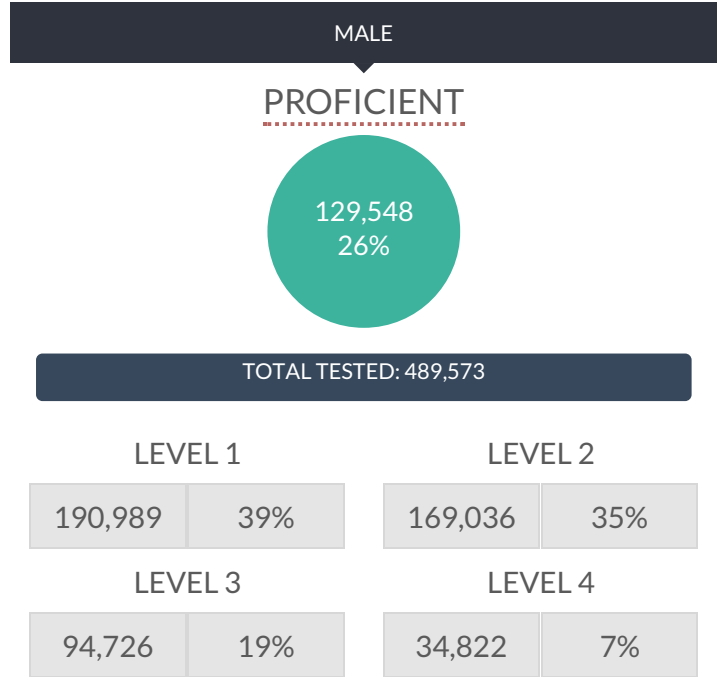 MALE
PROFICIENT
129,548
26%
TOTAL TESTED: 489,573
LEVEL 1
190,989 39%
LEVEL 2
169,036 35%
LEVEL 3
94,726 19%
LEVEL 4
34,822 7%